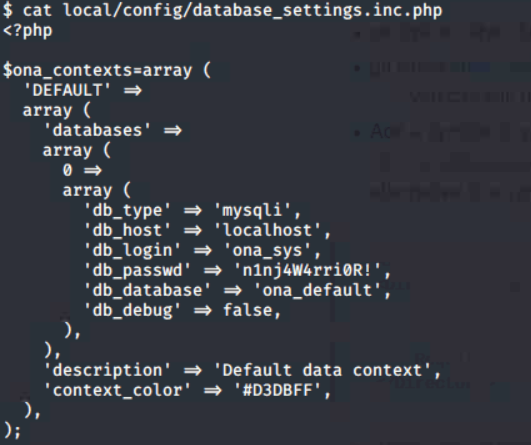 $ cat local/config/database_settings.inc.php
<?php
$ona_contexts=array (
'DEFAULT' ⇒
array (
'databases' ⇒
array (
0 ⇒
array (
'db_type' ⇒ 'mysqli',
'db_host' ⇒ 'localhost',
'db_login' ⇒ 'ona_sys',
'db_passwd' ⇒ 'n1nj4W4rri0R!',
'db_database' ⇒ 'ona_default',
'db_debug' ⇒ false,
),
),
'description' ⇒ 'Default data context',
'context_color' ⇒ '#D3DBFF',
),
);